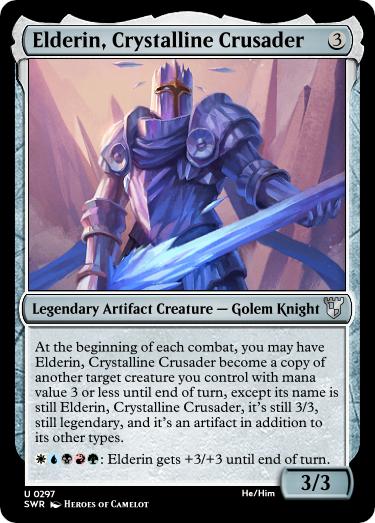 Elderin, Crystalline Crusader 3
Legendary Artifact Creature — Golem Knight
At the beginning of each combat, you may have
Elderin, Crystalline Crusader become a copy of
another target creature you control with mana
value 3 or less until end of turn, except its name is
still Elderin, Crystalline Crusader, it's still 3/3,
still legendary, and it's an artifact in addition to
its other types.
: Elderin gets +3/+3 until end of turn.
3/3
U 0297 He/Him
SWR Heroes of Camelot